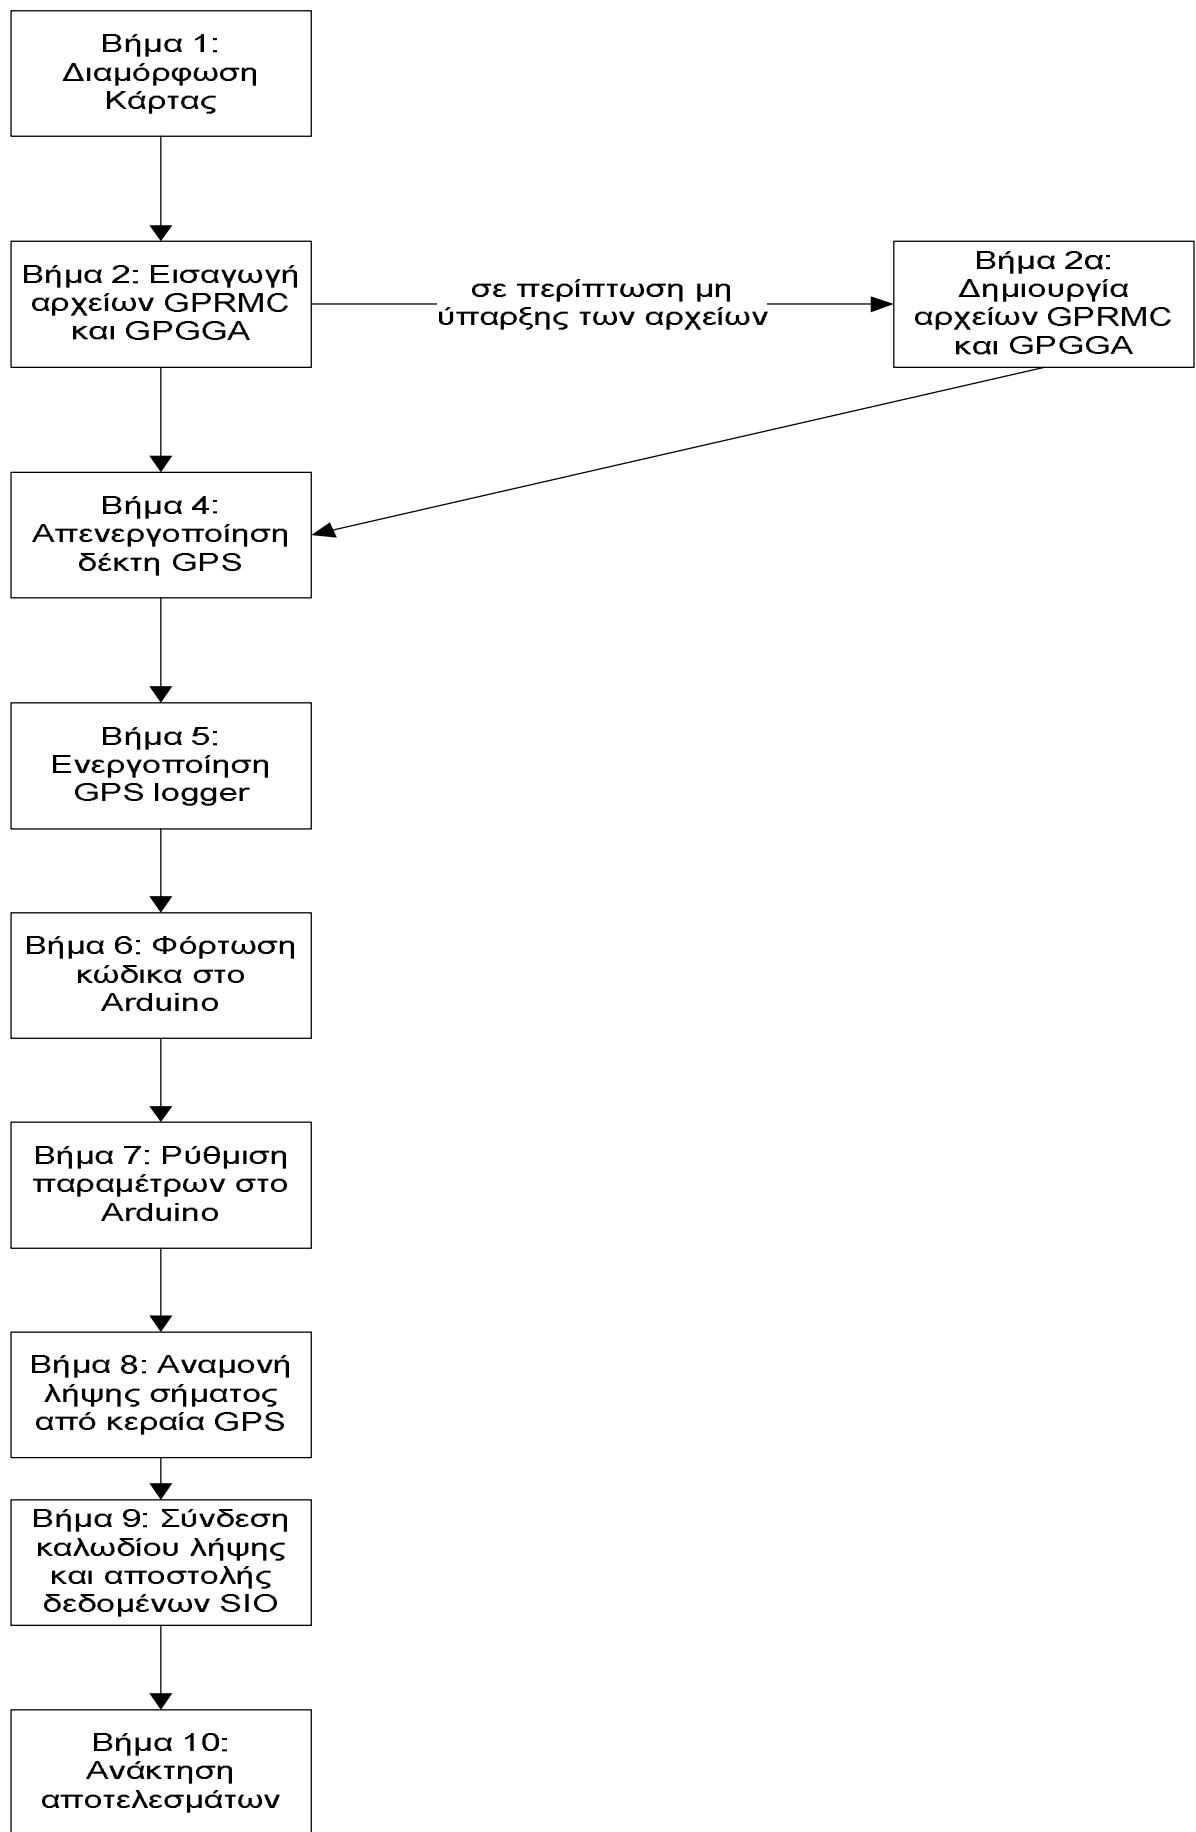 Βήμα 1:
Διαμόρφωση
Κάρτας
Βήμα 2: Εισαγωγή
αρχείων GPRMC
και GPGGA
σε περίπτωση μη
ύπαρξης των αρχείων
Βήμα 2α:
Δημιουργία
αρχείων GPRMC
και GPGGA
Βήμα 4:
Απενεργοποίηση
δέκτη GPS
Βήμα 5:
Ενεργοποίηση
GPS logger
Βήμα 6: Φόρτωση
κώδικα στο
Arduino
Βήμα 7: Ρύθμιση
παραμέτρων στο
Arduino
Βήμα 8: Αναμονή
λήψης σήματος
από κεραία GPS
Βήμα 9: Σύνδεση
καλωδίου λήψης
και αποστολής
δεδομένων SIO
Βήμα 10:
Ανάκτηση
αποτελεσμάτων